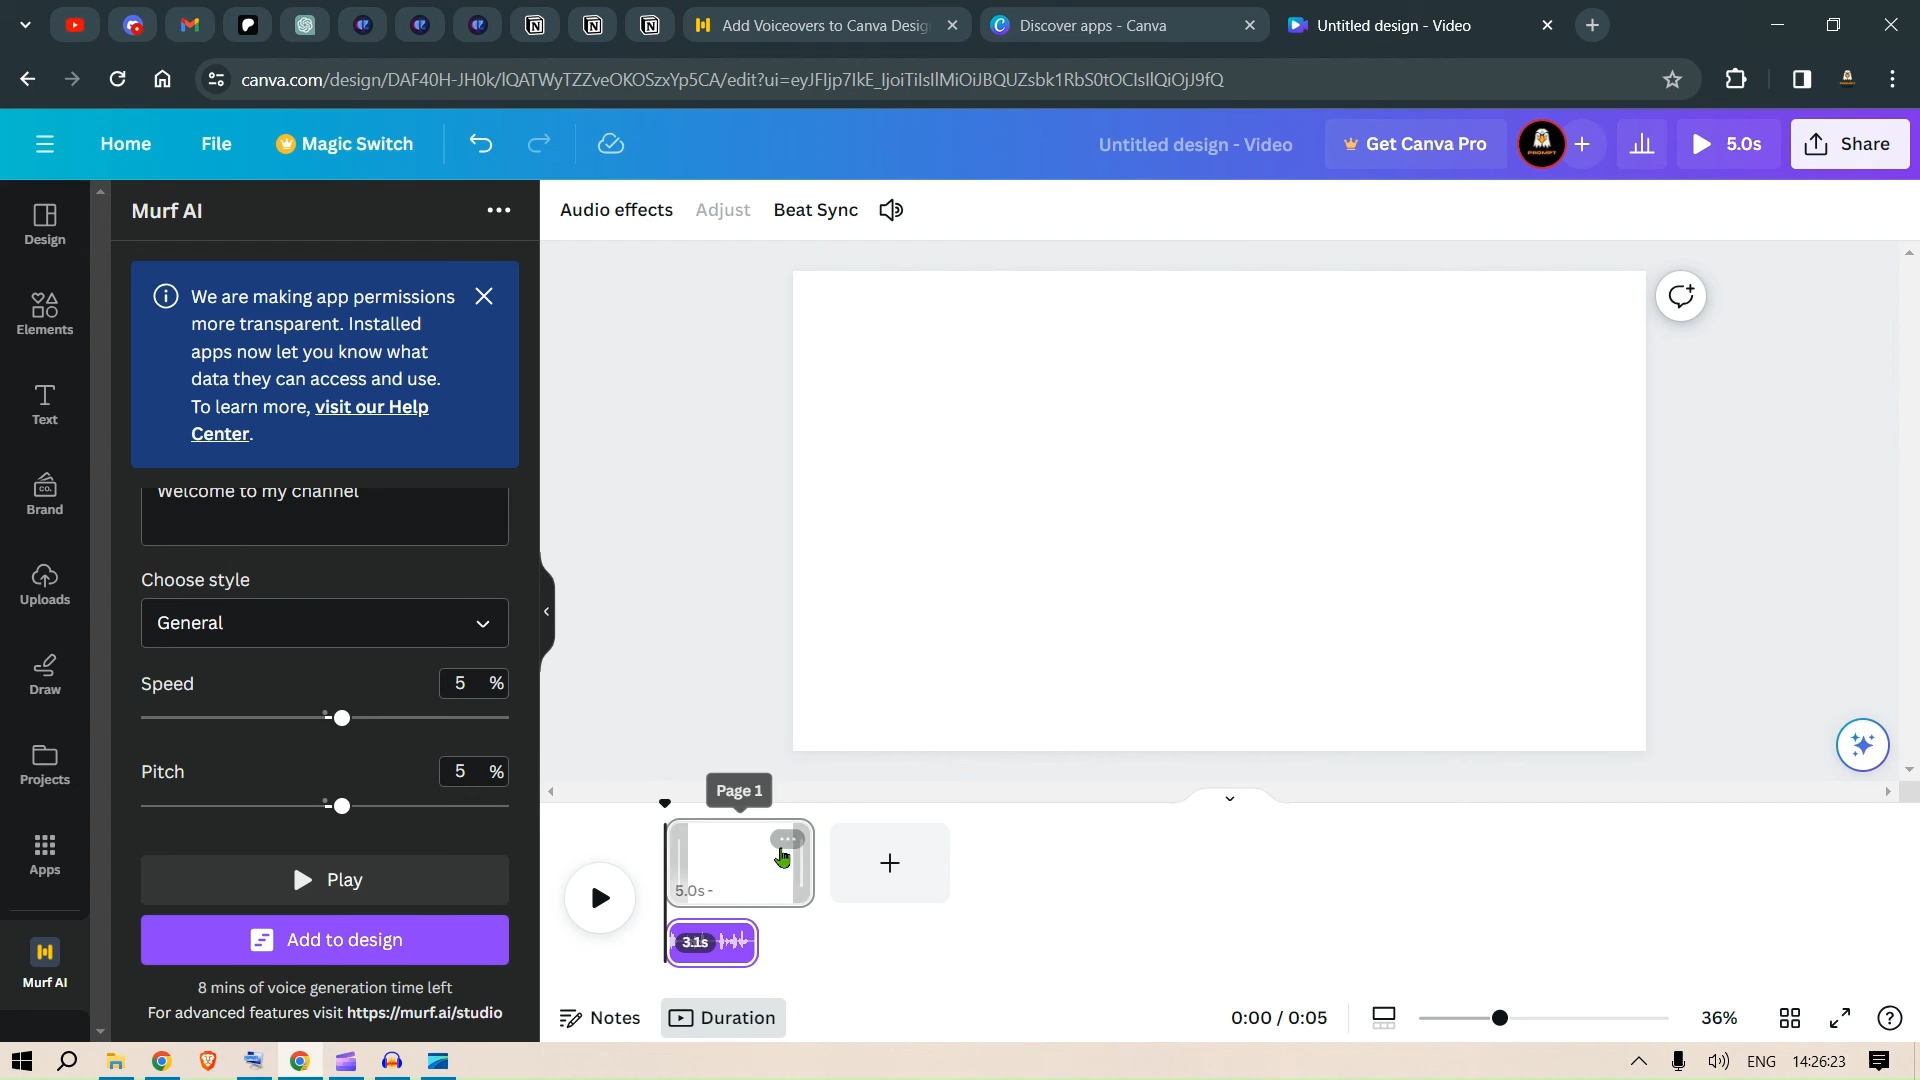 Add Voiceovers to Canva Desig
Discover apps - Canva
Untitled design - Video
canva.com/design/DAF40H-JH0k/lQATWyTZZveOKOSzxYp5CA/edit?ui=eyJFIjp7IkE_IjoiTiIsIlMiOiJBQUZsbk1RbS0tOCIsIlQiOjJ9fQ
Home
File
Magic Switch
Untitled design - Video
Get Canva Pro
5.0s
Share
Design
Elements
Text
Brand
Uploads
Draw
Projects
Apps
Murf AI
Murf AI
We are making app permissions
more transparent. Installed
apps now let you know what
data they can access and use.
To learn more, visit our Help
Center.
Welcome to my channel
Choose style
General
Speed
5 %
Pitch
5 %
Play
Add to design
8 mins of voice generation time left
For advanced features visit https://murf.ai/studio
Audio effects
Adjust
Beat Sync
Page 1
5.0s -
3.1s
Notes
Duration
0:00 / 0:05
36%
ENG
14:26:23